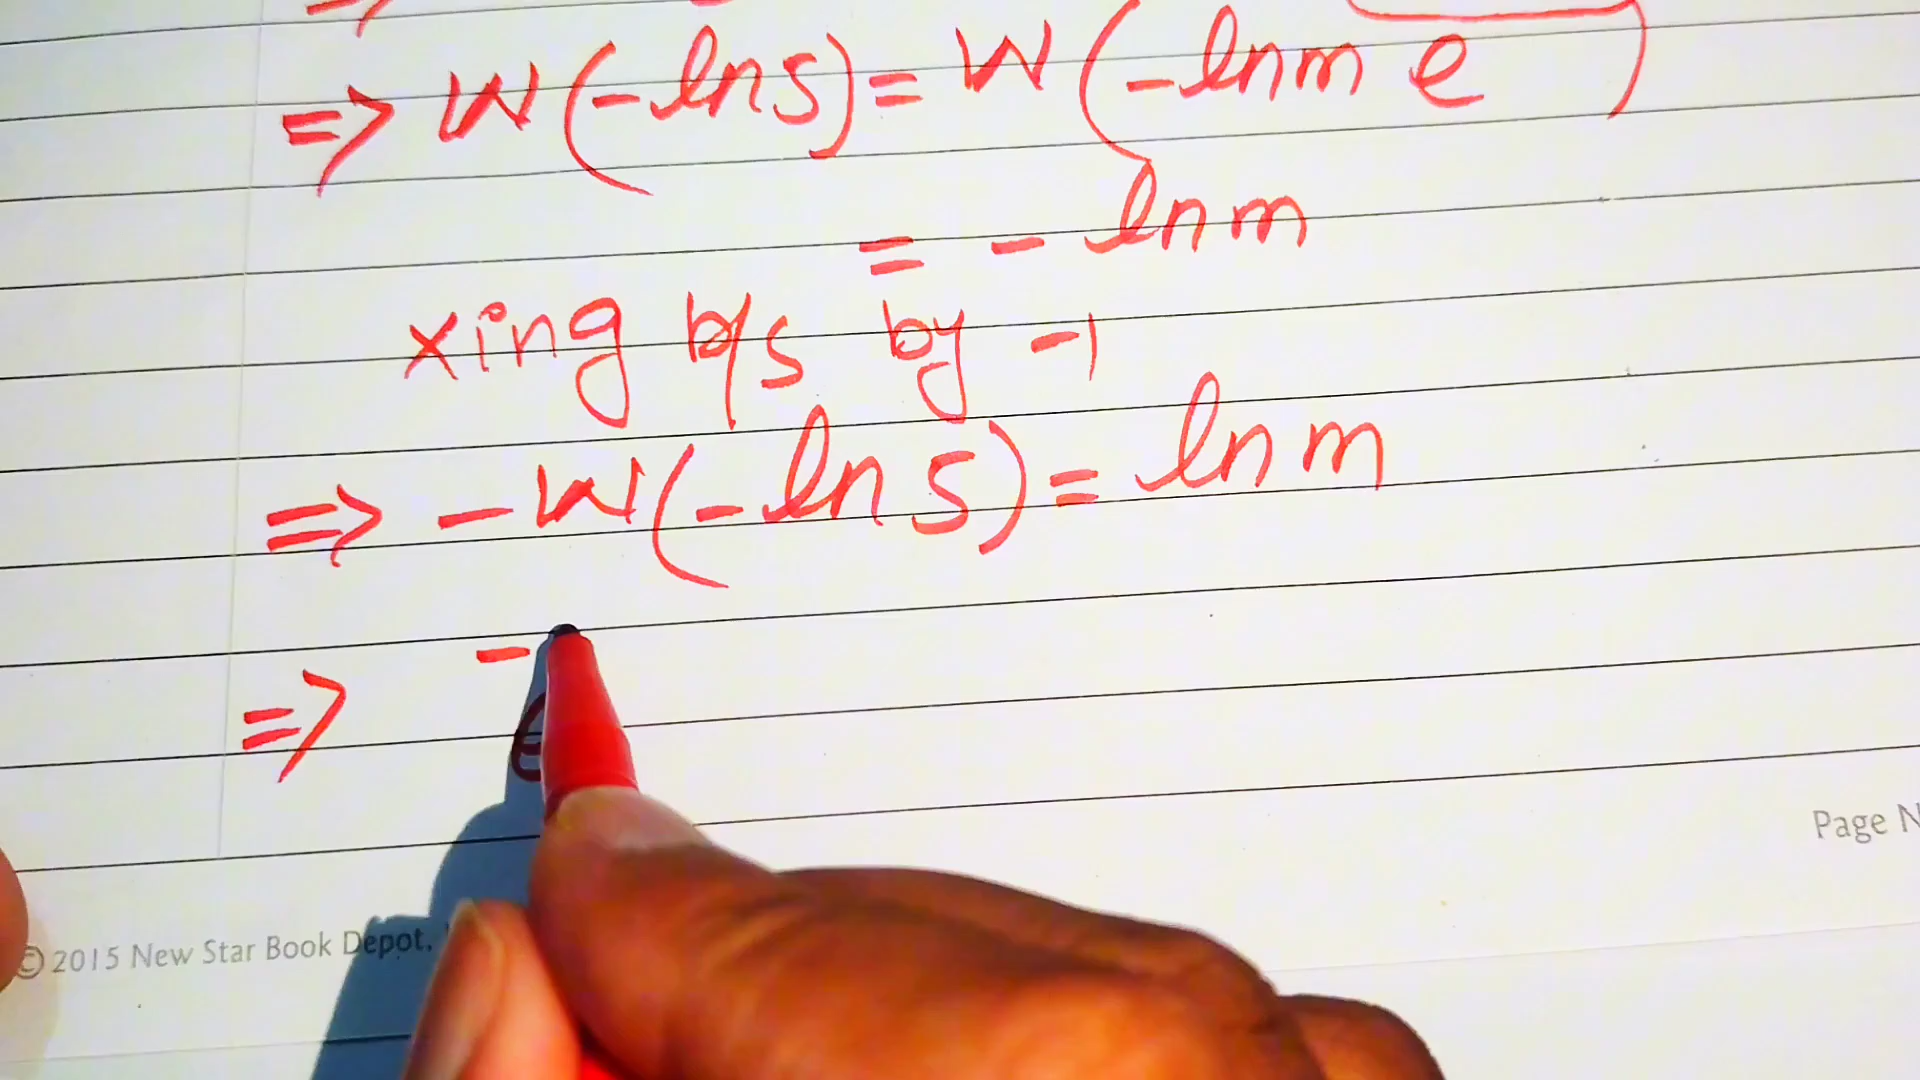 => W(-ln5) = W(-lnm e )
= - lnm
xing b/s by -1
=> -W(-ln5) = lnm
=> e^-
Page N
© 2015 New Star Book Depot,